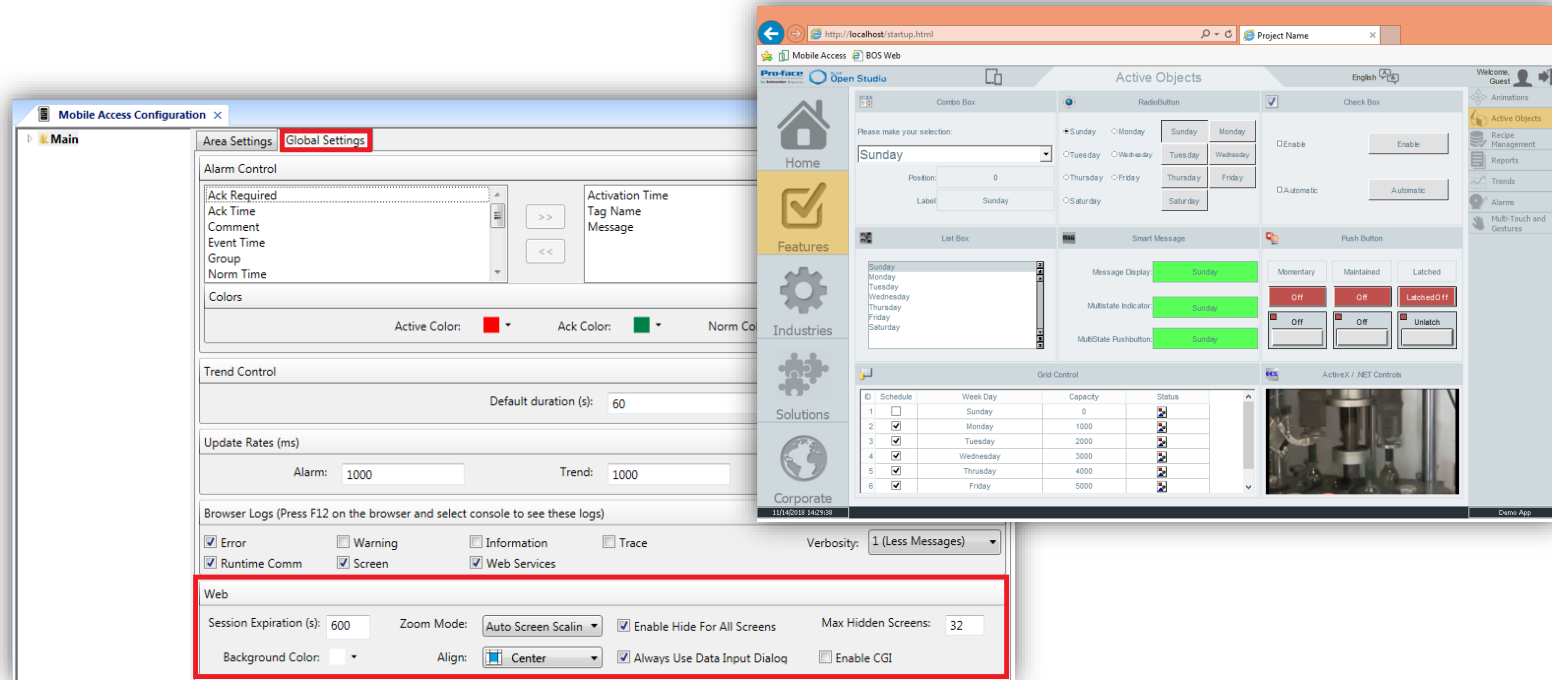 Mobile Access Configuration ×
Main
Area Settings Global Settings
Alarm Control
Ack Required
Ack Time
Comment
Event Time
Group
Norm Time
>>
<<
Activation Time
Tag Name
Message
Colors
Active Color: Ack Color:
Trend Control
Default duration (s): 60
Update Rates (ms)
Alarm: 1000 Trend: 1000
Browser Logs (Press F12 on the browser and select console to see these logs)
Error Warning Information Trace Verbosity: 1 (Less Messages)
Runtime Comm Screen Web Services
Web
Session Expiration (s): 600 Zoom Mode: Auto Screen Scalin Enable Hide For All Screens Max Hidden Screens: 32
Background Color: Align: Center Always Use Data Input Dialog Enable CGI
http://localhost/startup.html Project Name ×
Mobile Access BOS Web
Pro-face Open Studio Active Objects English Welcome,
Guest
Home
Features
Industries
Solutions
Corporate
Combo Box
Please make your selection:
Sunday
Position: 0
Label: Sunday
RadioButton
Sunday Monday Sunday Monday
Tuesday Wednesday Tuesday Wednesday
Thursday Friday Thursday Friday
Saturday Saturday
Check Box
Enable Enable
Automatic Automatic
Animations
Active Objects
Recipe
Management
Reports
Trends
Alarms
Multi-Touch and
Gestures
List Box
Sunday
Monday
Tuesday
Wednesday
Thursday
Friday
Saturday
Smart Message
Message Display: Sunday
Multistate Indicator: Sunday
MultiState Pushbutton: Sunday
Push Button
Momentary Maintained Latched
Off Off Latched Off
Off Off Unlatch
Grid Control
ID Schedule Week Day Capacity Status
1 Sunday 0
2 Monday 1000
3 Tuesday 2000
4 Wednesday 3000
5 Thrusday 4000
6 Friday 5000
ActiveX / .NET Controls
11/14/2018 14:29:38
Demo App